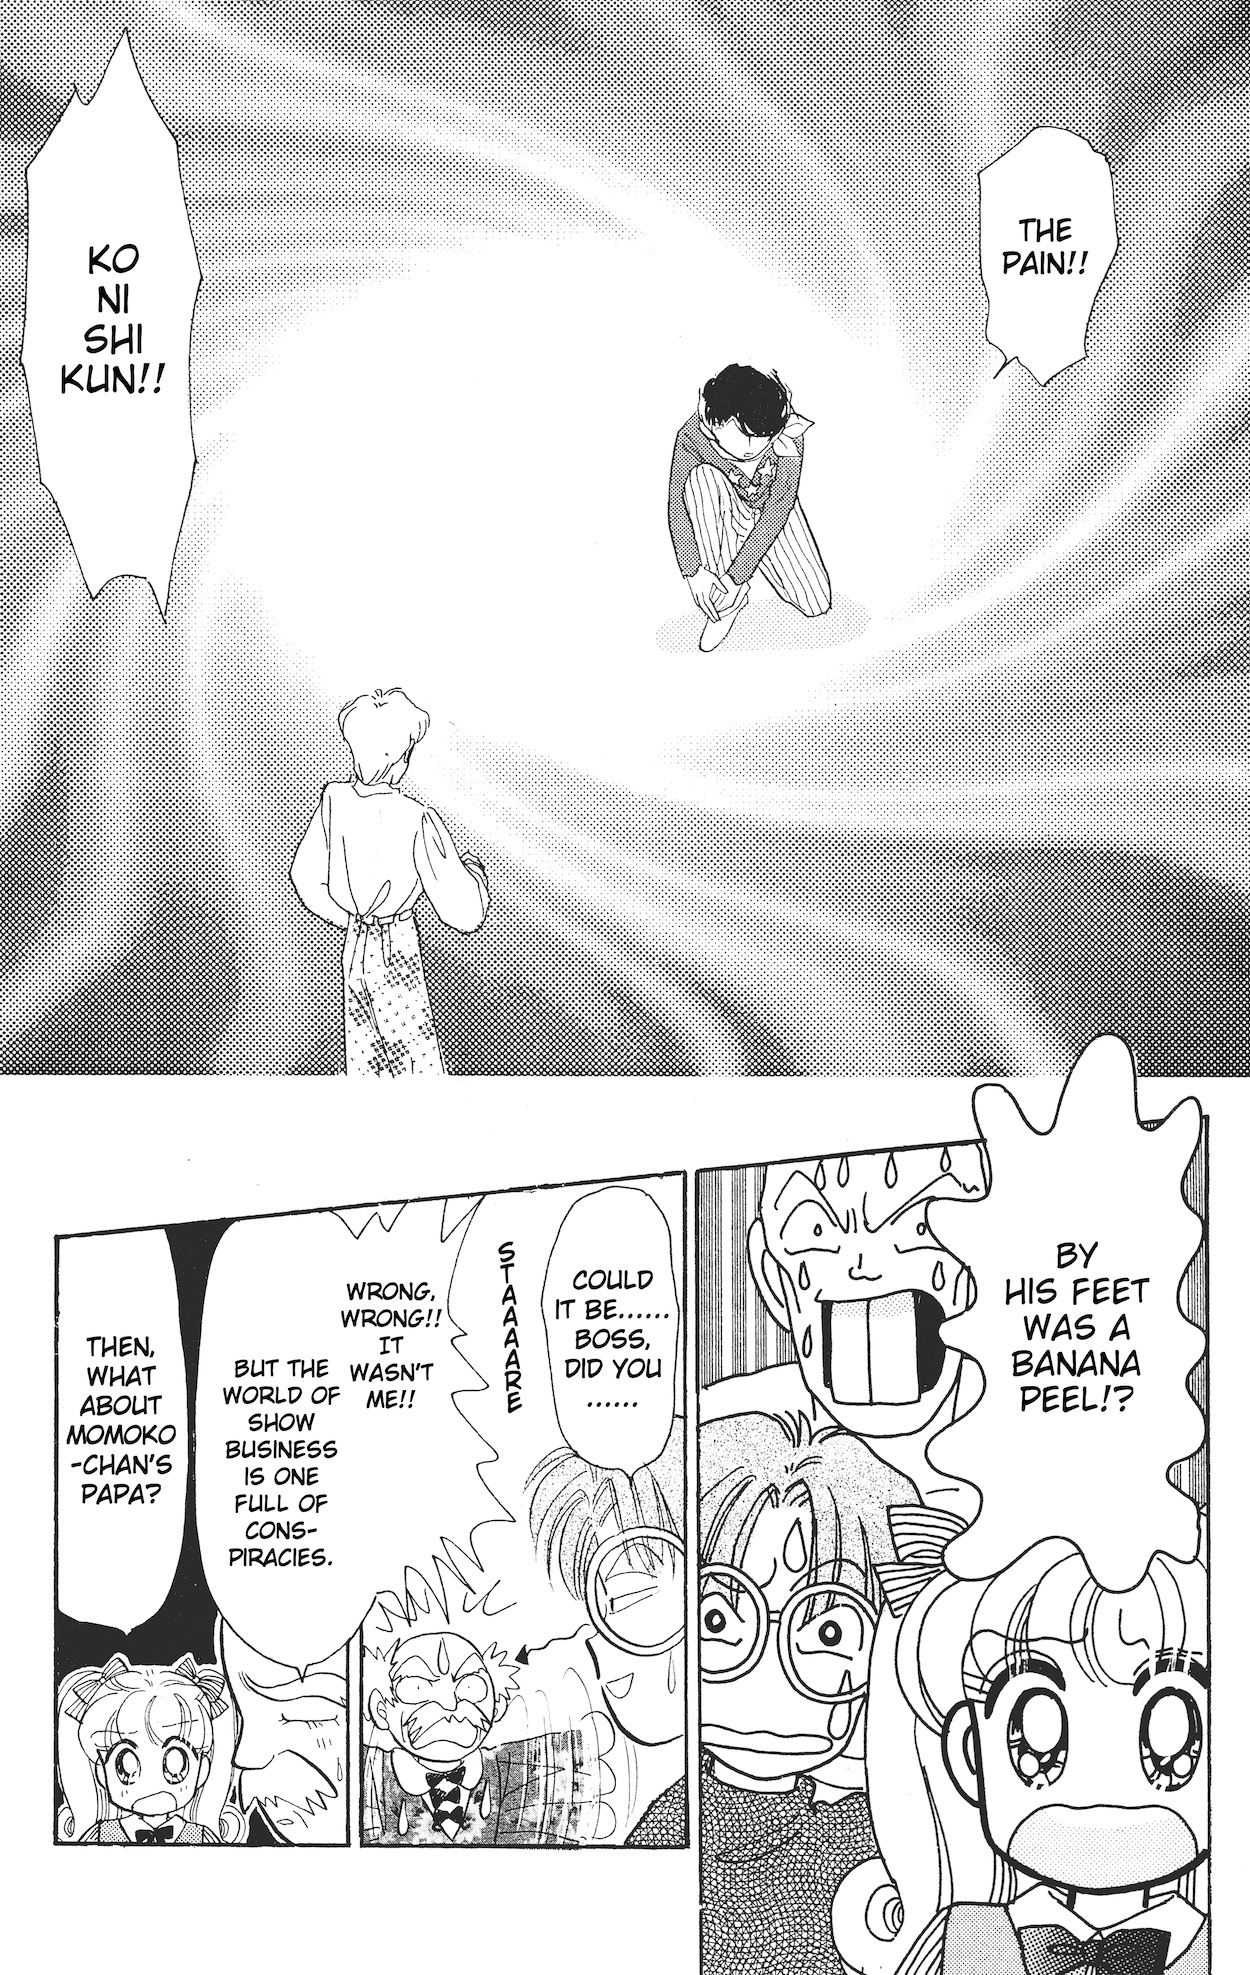 THE
PAIN!!
KO
NI
SHI
KUN!!
BY
HIS FEET
WAS A
BANANA
PEEL!?
COULD
IT BE......
BOSS,
DID YOU
......
STAAAARE
WRONG,
WRONG!!
IT
WASN'T
ME!!
BUT THE
WORLD OF
SHOW
BUSINESS
IS ONE
FULL OF
CONS-
PIRACIES.
THEN,
WHAT
ABOUT
MOMOKO
-CHAN'S
PAPA?